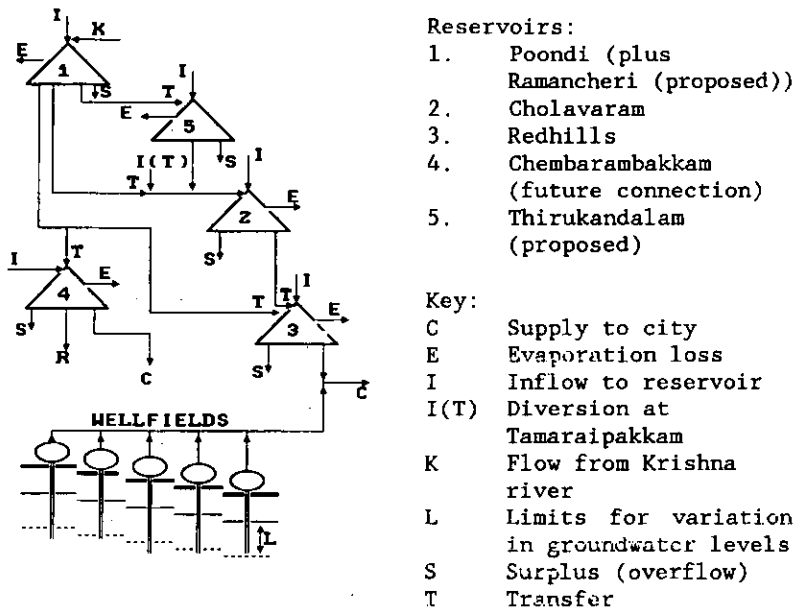 I
K
E
1
S
T
I
E
5
I(T)
S
I
T
E
2
S
I
T
E
4
S
R
C
I
T
T
E
3
S
C
WELLFIELDS
L
Reservoirs:
1. Poondi (plus
Ramancheri (proposed))
2. Cholavaram
3. Redhills
4. Chembarambakkam
(future connection)
5. Thirukandalam
(proposed)
Key:
C Supply to city
E Evaporation loss
I Inflow to reservoir
I(T) Diversion at
Tamaraipakkam
K Flow from Krishna
river
L Limits for variation
in groundwater levels
S Surplus (overflow)
T Transfer